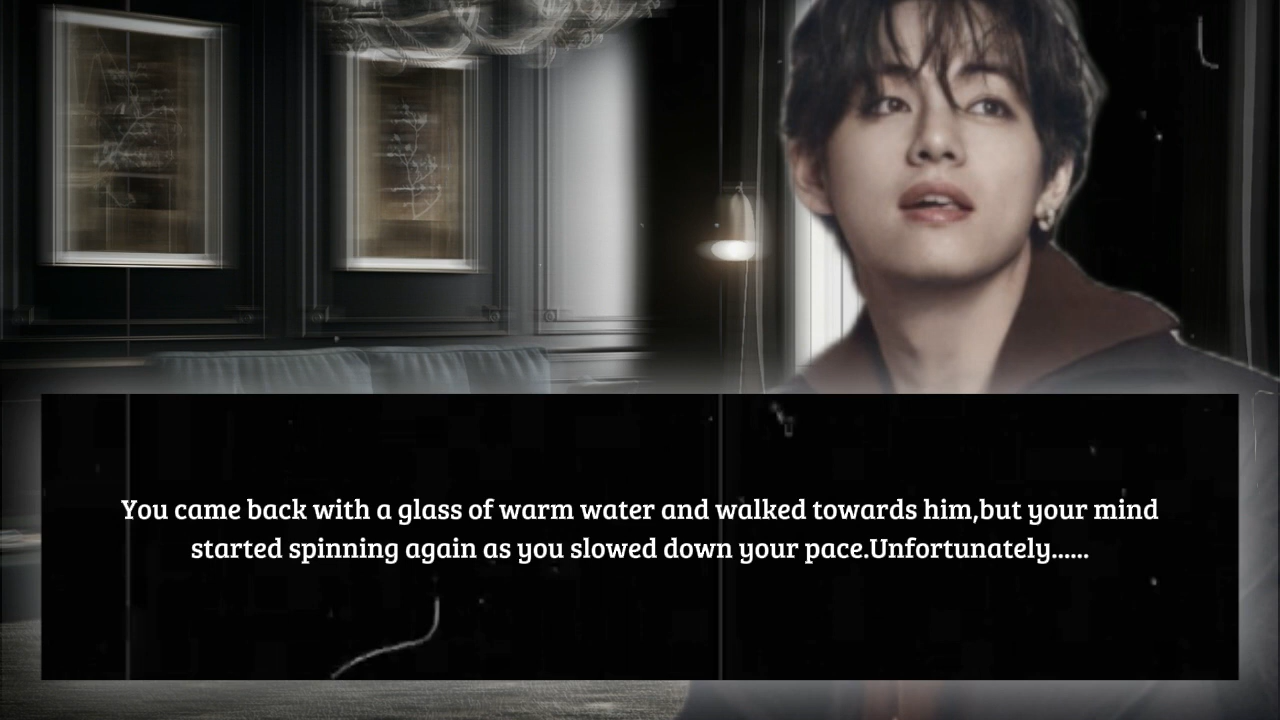 You came back with a glass of warm water and walked towards him,but your mind
started spinning again as you slowed down your pace.Unfortunately......